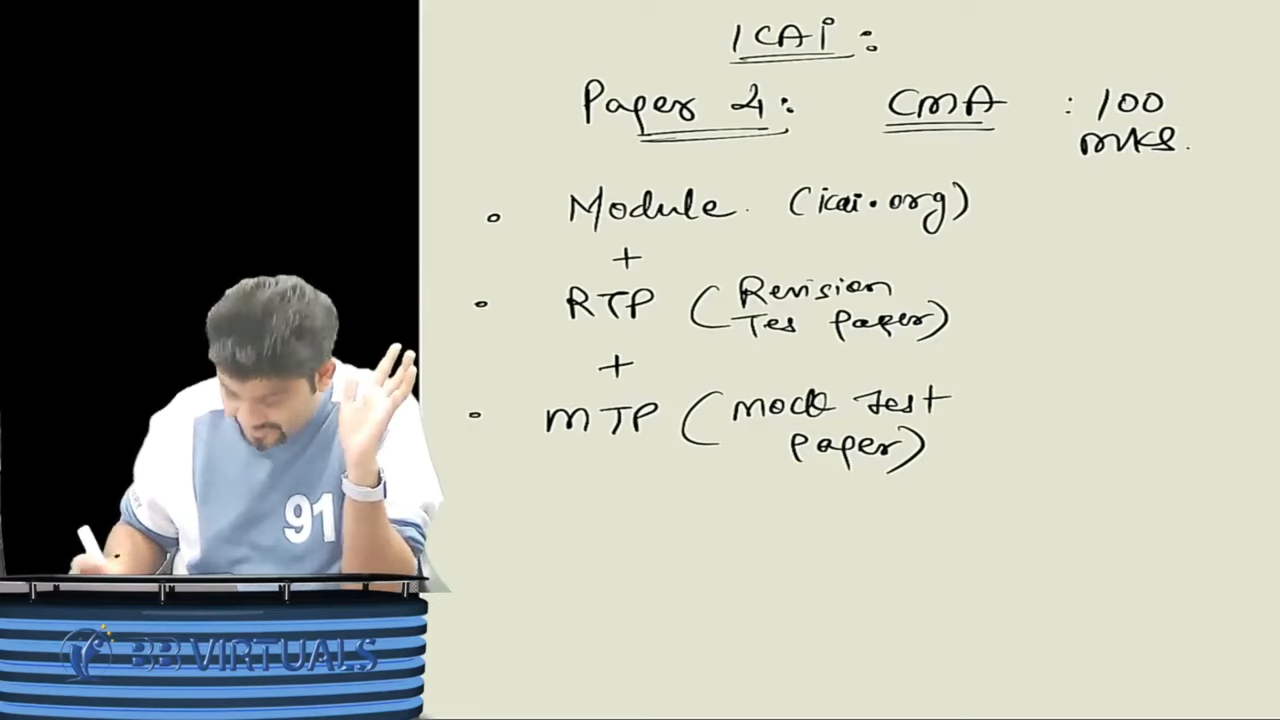 ICAI :
Paper 4 : CMA : 100
mks.
Module. (icai.org)
+
RTP (Revision
Tes paper)
+
MTP (Mock Test
paper)
91
BB VIRTUALS